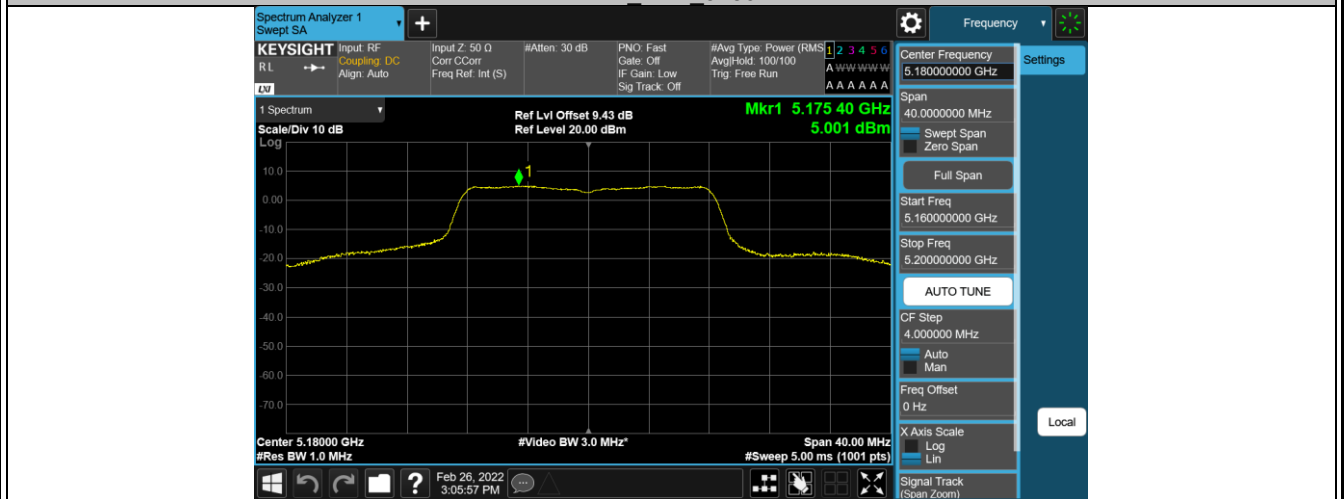 Spectrum Analyzer 1
Swept SA
+
Frequency
KEYSIGHT
R L
LXI
Input: RF
Coupling: DC
Align: Auto
Input Z: 50 Ω
Corr CCorr
Freq Ref: Int (S)
#Atten: 30 dB
PNO: Fast
Gate: Off
IF Gain: Low
Sig Track: Off
#Avg Type: Power (RMS
Avg|Hold: 100/100
Trig: Free Run
1 2 3 4 5 6
A W W W W W
A A A A A A
1 Spectrum
Scale/Div 10 dB
Log
Ref Lvl Offset 9.43 dB
Ref Level 20.00 dBm
Mkr1 5.175 40 GHz
5.001 dBm
1
10.0
0.00
-10.0
-20.0
-30.0
-40.0
-50.0
-60.0
-70.0
Center 5.18000 GHz
#Res BW 1.0 MHz
#Video BW 3.0 MHz*
Span 40.00 MHz
#Sweep 5.00 ms (1001 pts)
Feb 26, 2022
3:05:57 PM
?
Center Frequency
5.180000000 GHz
Settings
Span
40.0000000 MHz
Swept Span
Zero Span
Full Span
Start Freq
5.160000000 GHz
Stop Freq
5.200000000 GHz
AUTO TUNE
CF Step
4.000000 MHz
Auto
Man
Freq Offset
0 Hz
X Axis Scale
Log
Lin
Local
Signal Track
(Span Zoom)